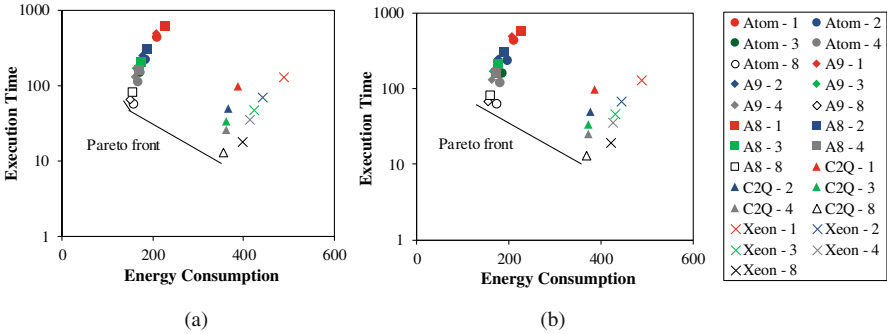 1000
100
10
1
0
200
400
600
Execution Time
Energy Consumption
Pareto front
(a)
1000
100
10
1
0
200
400
600
Execution Time
Energy Consumption
Pareto front
(b)
Atom - 1 Atom - 2
Atom - 3 Atom - 4
Atom - 8 A9 - 1
A9 - 2 A9 - 3
A9 - 4 A9 - 8
A8 - 1 A8 - 2
A8 - 3 A8 - 4
A8 - 8 C2Q - 1
C2Q - 2 C2Q - 3
C2Q - 4 C2Q - 8
Xeon - 1 Xeon - 2
Xeon - 3 Xeon - 4
Xeon - 8